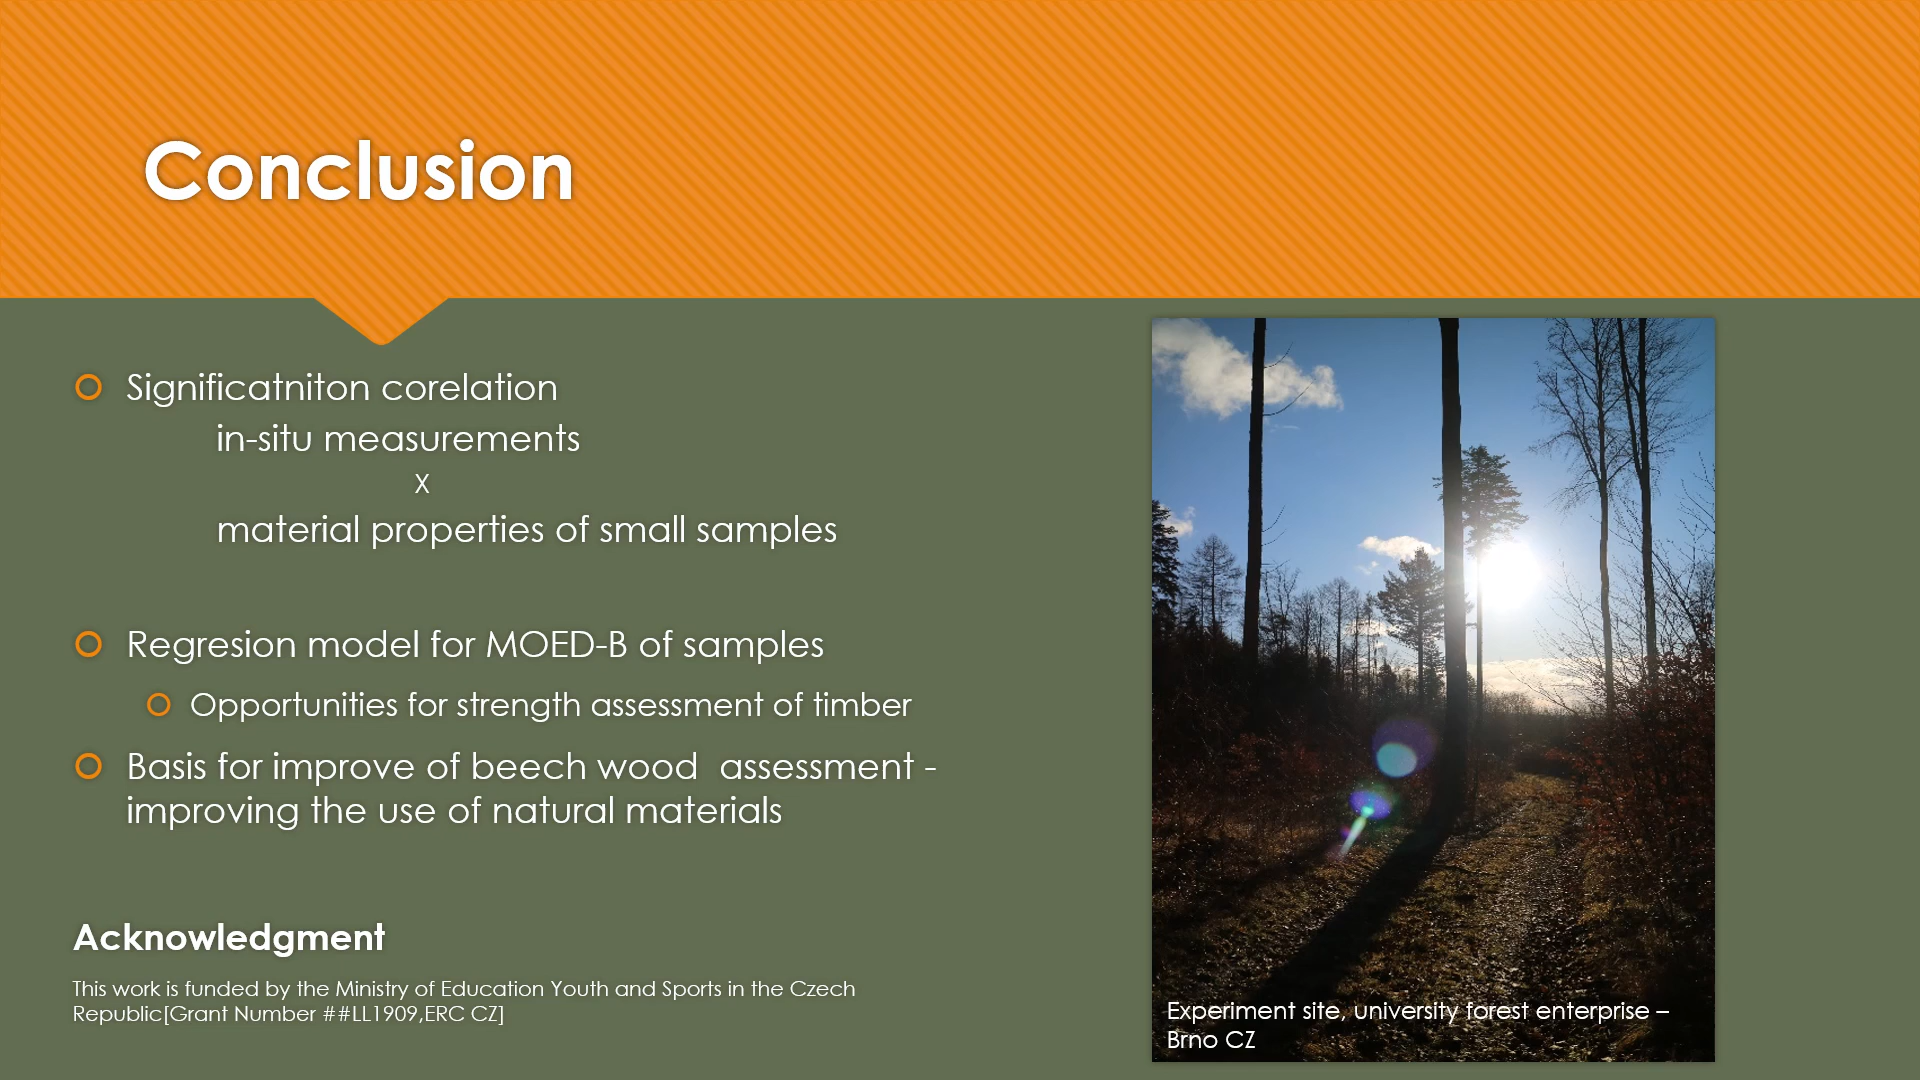 Conclusion
Significatniton corelation
in-situ measurements
X
material properties of small samples
Regresion model for MOED-B of samples
Opportunities for strength assessment of timber
Basis for improve of beech wood  assessment -
improving the use of natural materials
Acknowledgment
This work is funded by the Ministry of Education Youth and Sports in the Czech
Republic[Grant Number ##LL1909,ERC CZ]
Experiment site, university forest enterprise –
Brno CZ